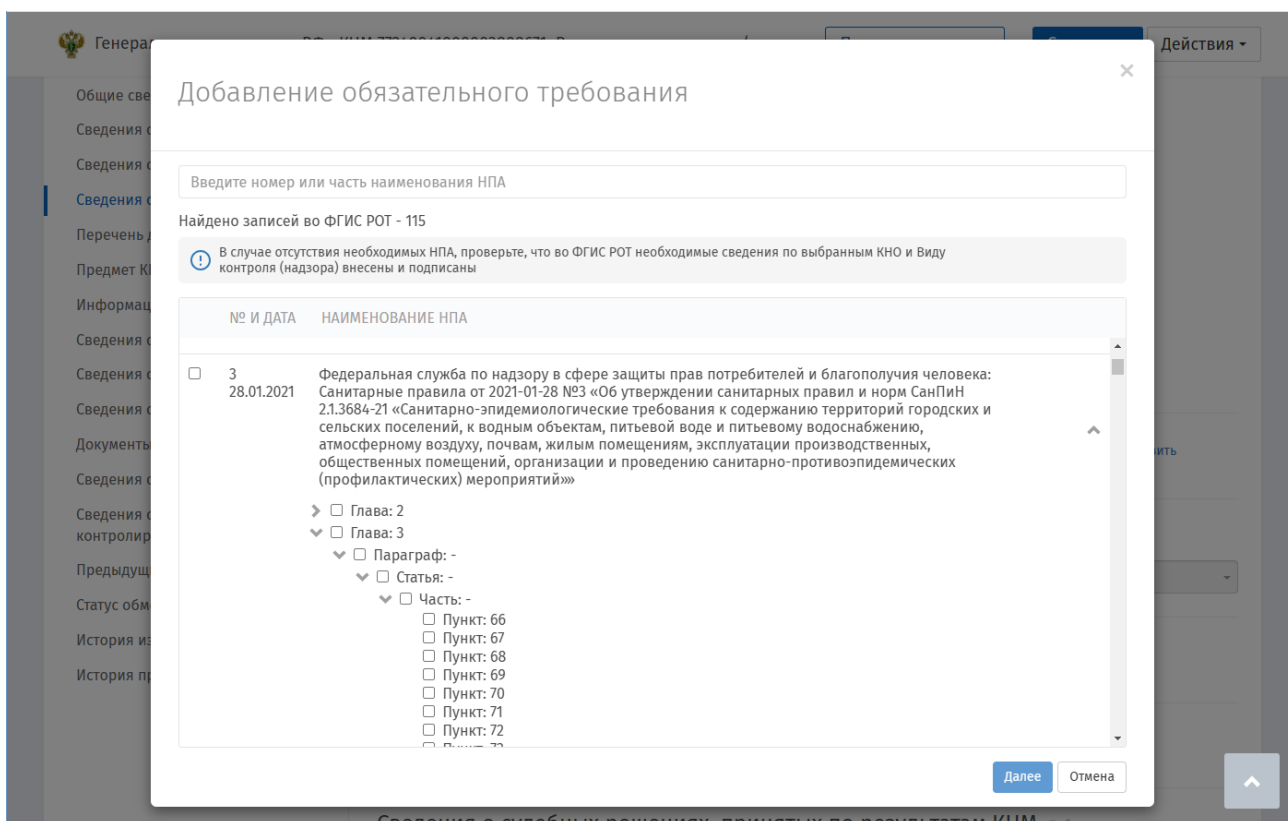 Действия
Добавление обязательного требования
×
Общие све
Сведения
Сведения
Сведения
Перечень
Предмет
Информац
Сведения
Сведения
Сведения
Документы
Сведения
Сведения
контролир
Предыдущ
Статус обм
История
История
Введите номер или часть наименования НПА
Найдено записей во ФГИС РОТ - 115
В случае отсутствия необходимых НПА, проверьте, что во ФГИС РОТ необходимые сведения по выбранным КНО и Виду
контроля (надзора) внесены и подписаны
№ И ДАТА НАИМЕНОВАНИЕ НПА
3
28.01.2021
Федеральная служба по надзору в сфере защиты прав потребителей и благополучия человека:
Санитарные правила от 2021-01-28 №3 «Об утверждении санитарных правил и норм СанПиН
2.1.3684-21 «Санитарно-эпидемиологические требования к содержанию территорий городских и
сельских поселений, к водным объектам, питьевой воде и питьевому водоснабжению,
атмосферному воздуху, почвам, жилым помещениям, эксплуатации производственных,
общественных помещений, организации и проведению санитарно-противоэпидемических
(профилактических) мероприятий»»
Глава: 2
Глава: 3
Параграф: -
Статья: -
Часть: -
Пункт: 66
Пункт: 67
Пункт: 68
Пункт: 69
Пункт: 70
Пункт: 71
Пункт: 72
Далее Отмена